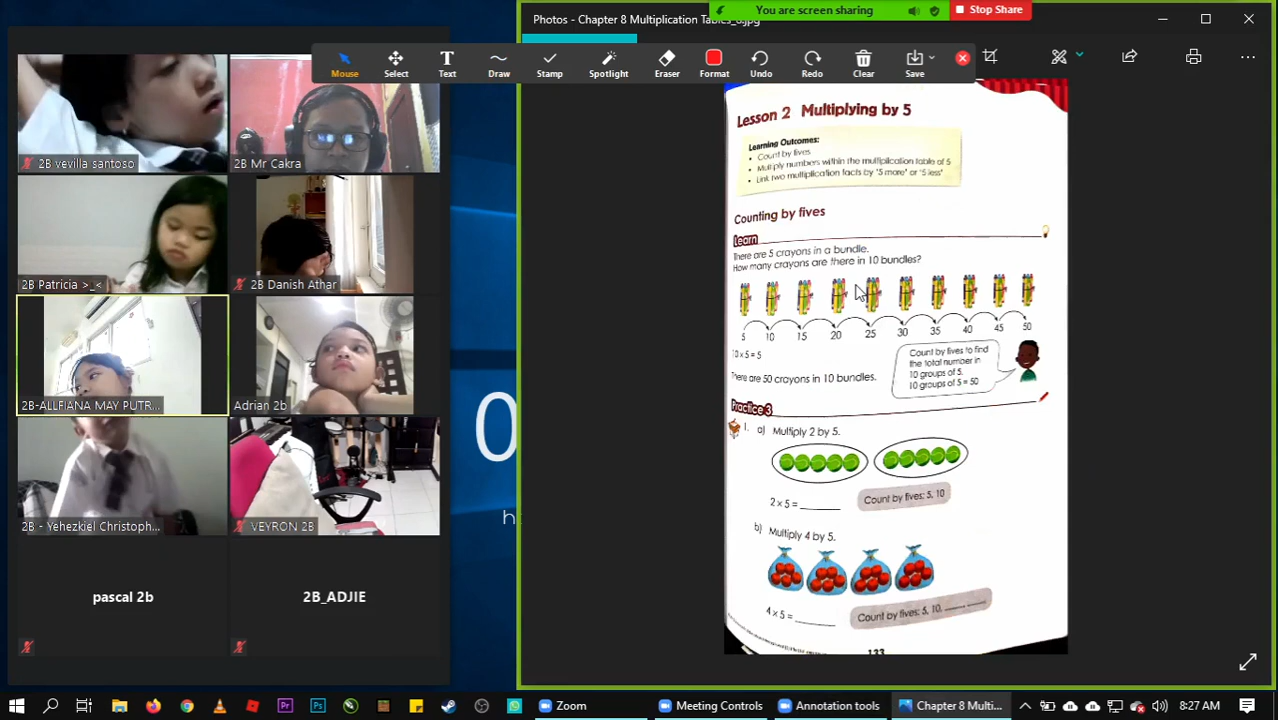 You are screen sharing
Stop Share
Photos - Chapter 8 Multiplication Tables_6.jpg
Mouse
Select
Text
Draw
Stamp
Spotlight
Eraser
Format
Undo
Redo
Clear
Save
2B vevilla santoso
2B Mr Cakra
2B Patricia >_<
2B Danish Athar
2B-ALLFIANA MAY PUTR...
Adrian 2b
2B - Yehezkiel Christoph...
VEYRON 2B
pascal 2b
2B_ADJIE
Lesson 2 Multiplying by 5
Learning Outcomes:
• Count by fives
• Multiply numbers within the multiplication table of 5
• Link two multiplication facts by '5 more' or '5 less'
Counting by fives
Learn
There are 5 crayons in a bundle.
How many crayons are there in 10 bundles?
5 10 15 20 25 30 35 40 45 50
10 x 5 = 5
There are 50 crayons in 10 bundles.
Count by fives to find
the total number in
10 groups of 5.
10 groups of 5 = 50
Practice 3
1. a) Multiply 2 by 5.
2 x 5 = ______
Count by fives: 5, 10
b) Multiply 4 by 5.
4 x 5 = ______
Count by fives: 5, 10, ____ ____
133
Zoom
Meeting Controls
Annotation tools
Chapter 8 Multi...
8:27 AM